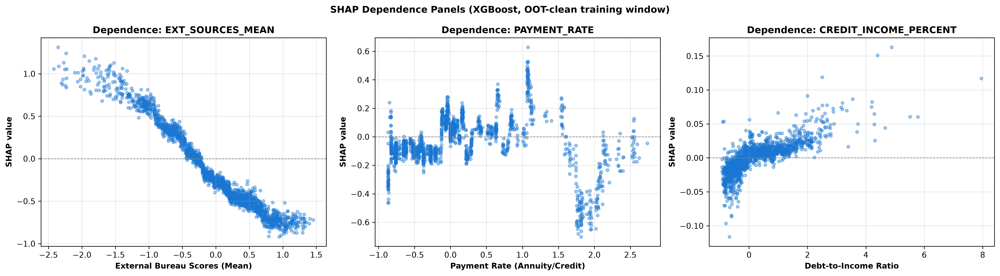 SHAP Dependence Panels (XGBoost, OOT-clean training window)
Dependence: EXT_SOURCES_MEAN
SHAP value
1.0
0.5
0.0
−0.5
−1.0
−2.5 −2.0 −1.5 −1.0 −0.5 0.0 0.5 1.0 1.5
External Bureau Scores (Mean)
Dependence: PAYMENT_RATE
SHAP value
0.6
0.4
0.2
0.0
−0.2
−0.4
−0.6
−1.0 −0.5 0.0 0.5 1.0 1.5 2.0 2.5
Payment Rate (Annuity/Credit)
Dependence: CREDIT_INCOME_PERCENT
SHAP value
0.15
0.10
0.05
0.00
−0.05
−0.10
0 2 4 6 8
Debt-to-Income Ratio